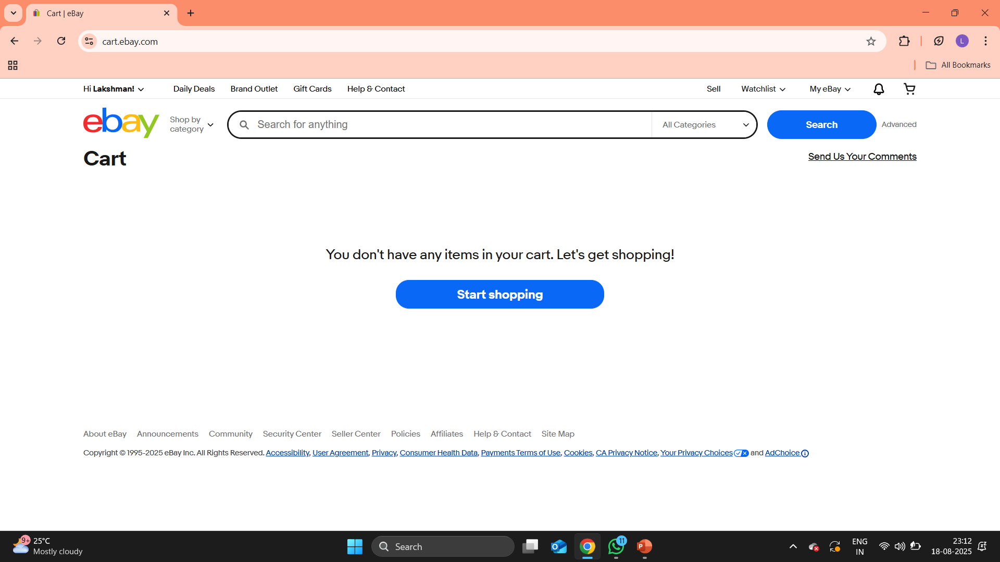 Cart | eBay
cart.ebay.com
L
All Bookmarks
Hi Lakshman! Daily Deals Brand Outlet Gift Cards Help & Contact Sell Watchlist My eBay
ebay Shop by category Search for anything All Categories Search Advanced
Cart Send Us Your Comments
You don't have any items in your cart. Let's get shopping!
Start shopping
About eBay Announcements Community Security Center Seller Center Policies Affiliates Help & Contact Site Map
Copyright © 1995-2025 eBay Inc. All Rights Reserved. Accessibility, User Agreement, Privacy, Consumer Health Data, Payments Terms of Use, Cookies, CA Privacy Notice, Your Privacy Choices and AdChoice
9+ 25°C Search O 11 P ENG 23:12
Mostly cloudy IN 18-08-2025